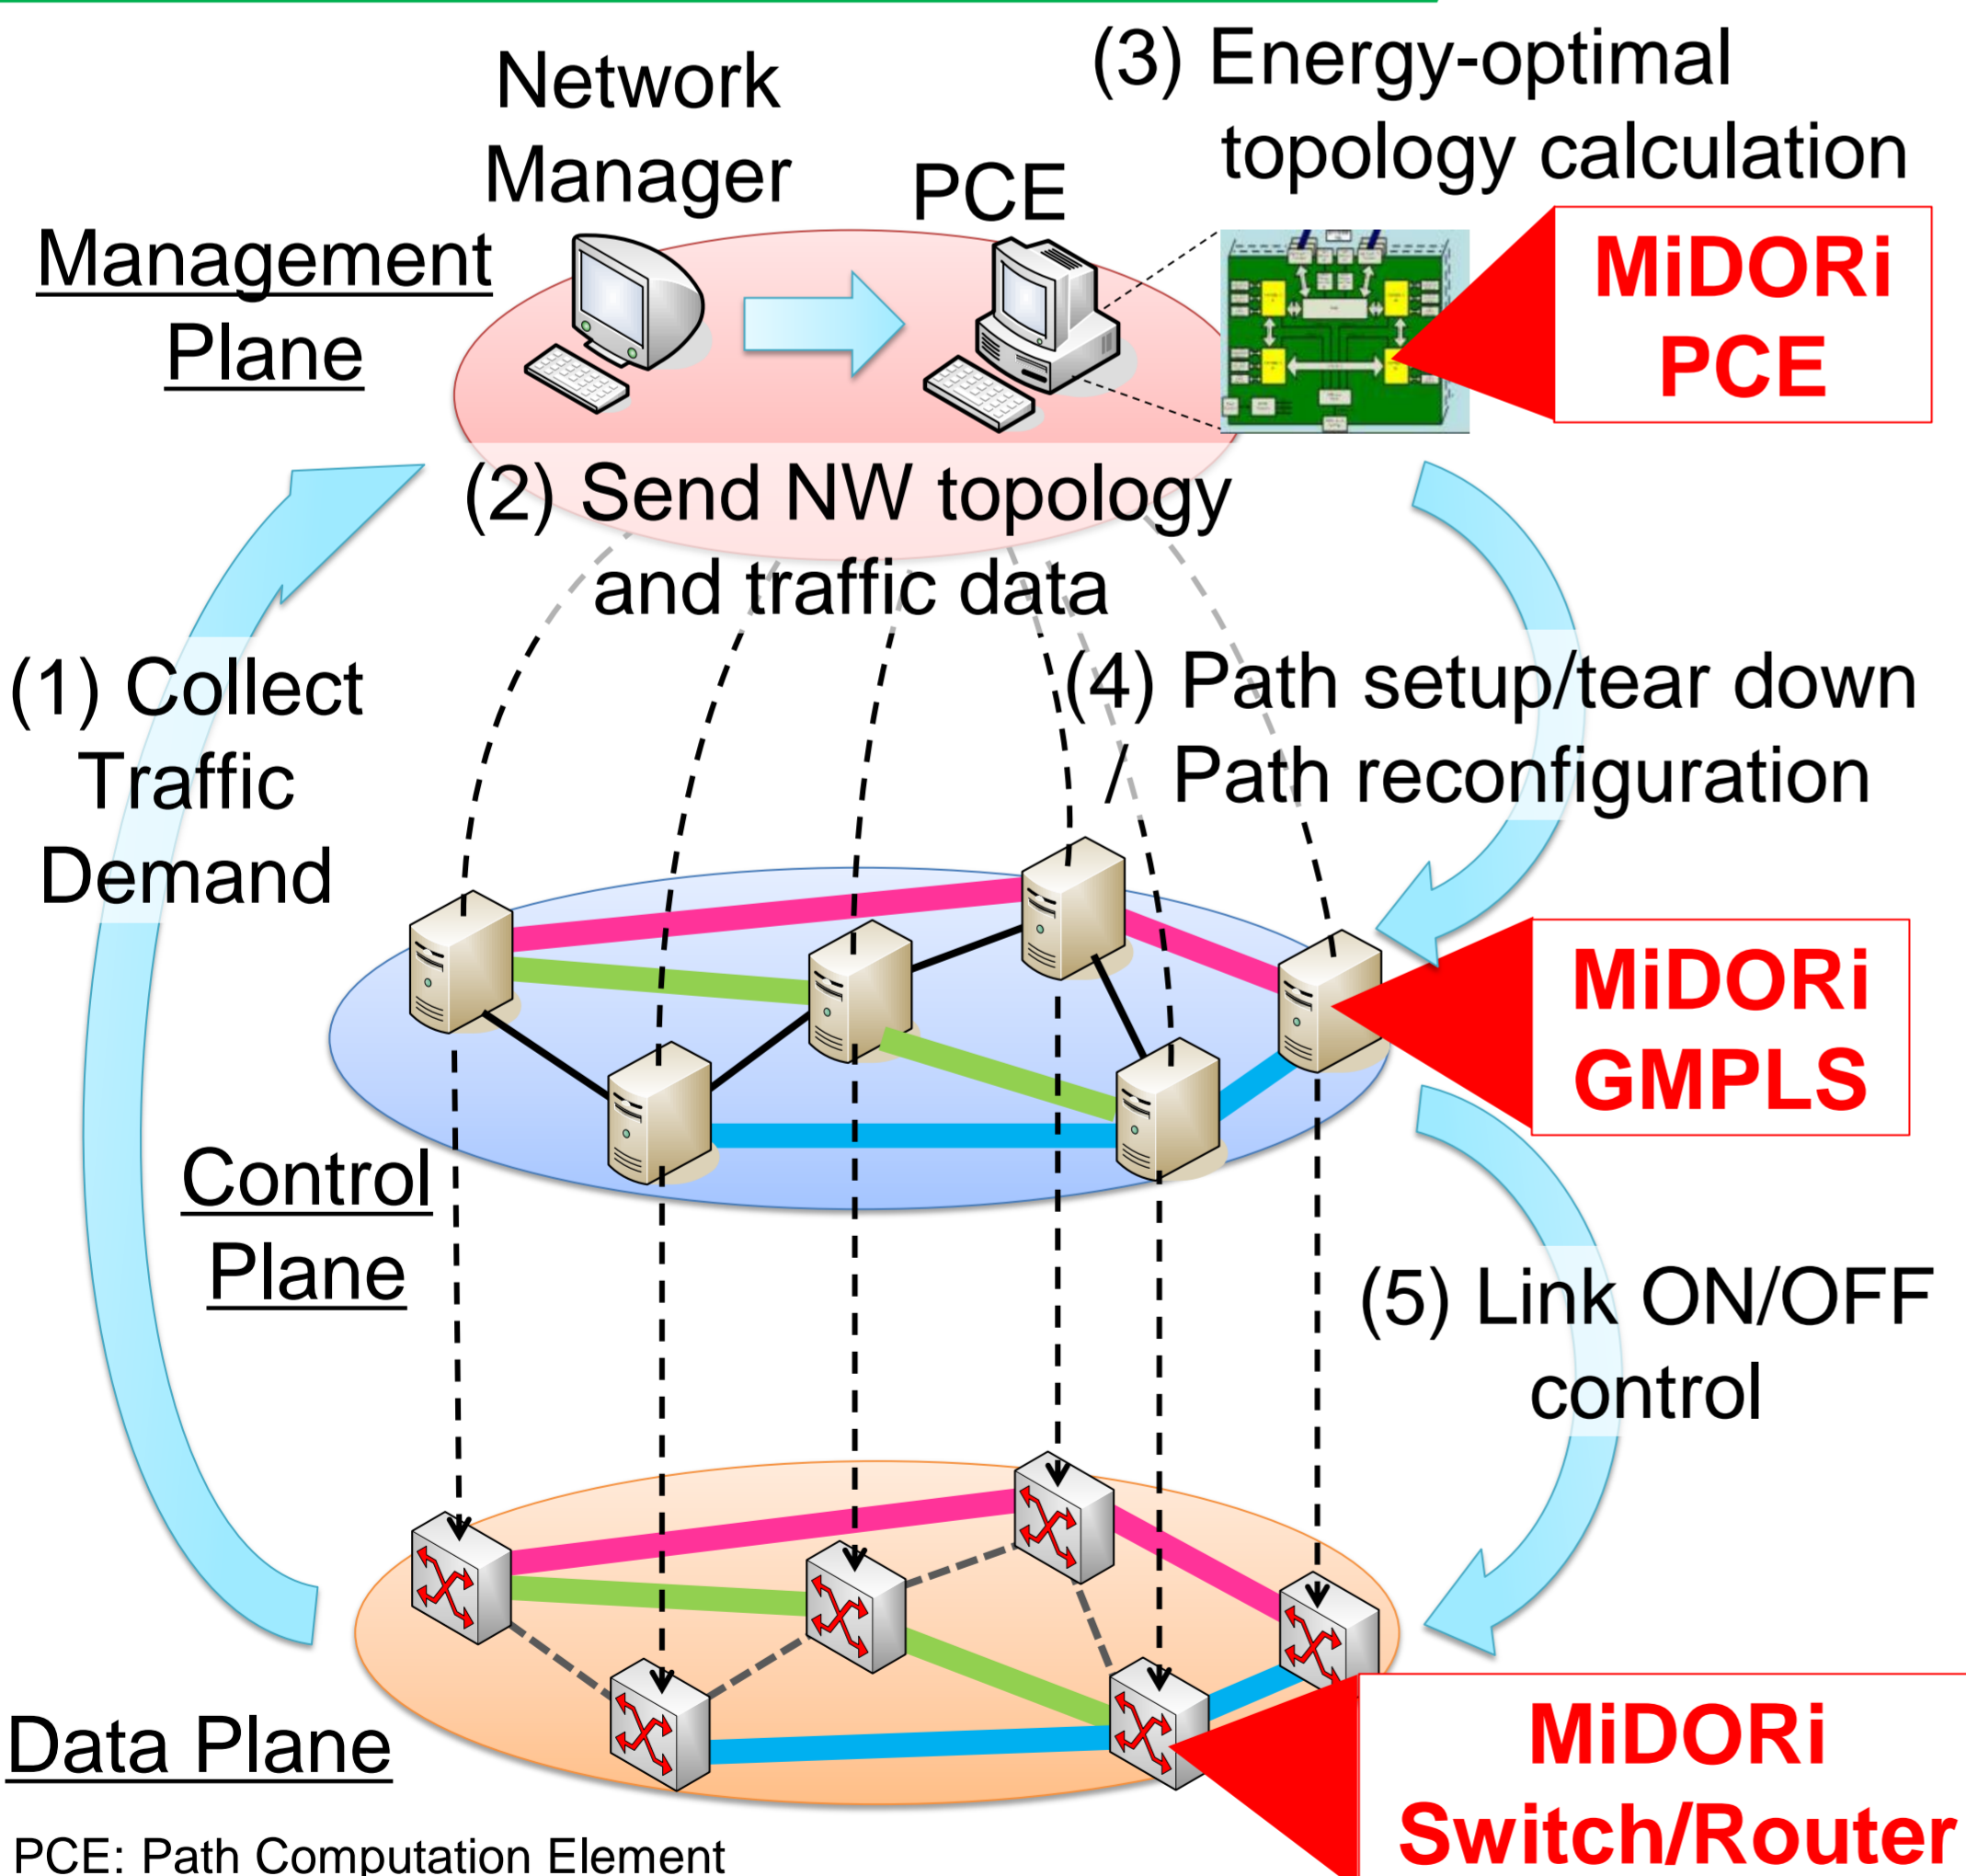 Network
Manager
PCE
(3) Energy-optimal
topology calculation
Management
Plane
MiDORi
PCE
(2) Send NW topology
and traffic data
(1) Collect
Traffic
Demand
(4) Path setup/tear down
/ Path reconfiguration
MiDORi
GMPLS
Control
Plane
(5) Link ON/OFF
control
Data Plane
MiDORi
Switch/Router
PCE: Path Computation Element